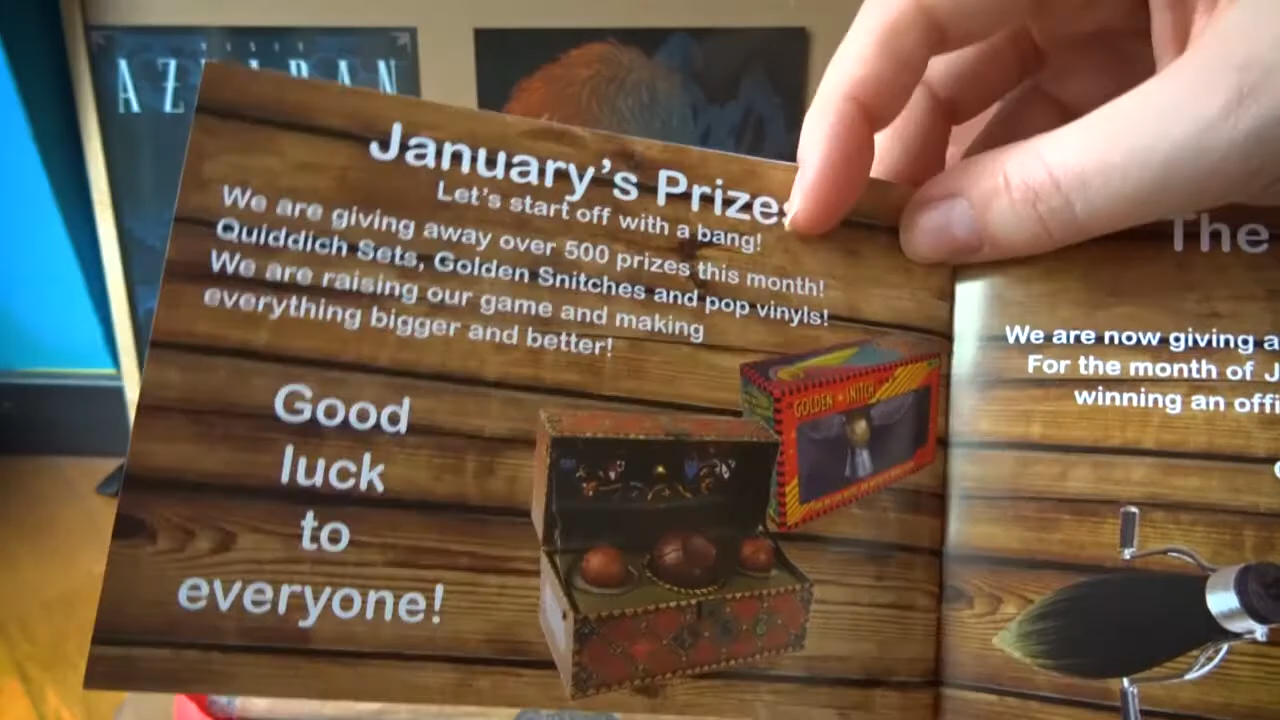 AZ
January's Prizes
Let's start off with a bang!
We are giving away over 500 prizes this month!
Quiddich Sets, Golden Snitches and pop vinyls!
We are raising our game and making
everything bigger and better!
Good
luck
to
everyone!
GOLDEN SNITCH
The
We are now giving a
For the month of J
winning an offi